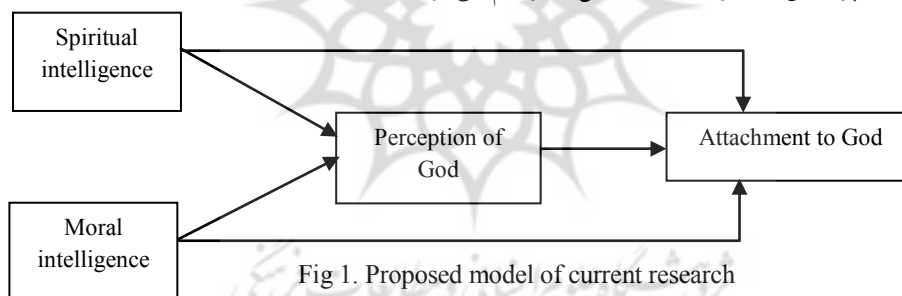 Spiritual
intelligence
Perception of
God
Attachment to God
Moral
intelligence
Fig 1. Proposed model of current research